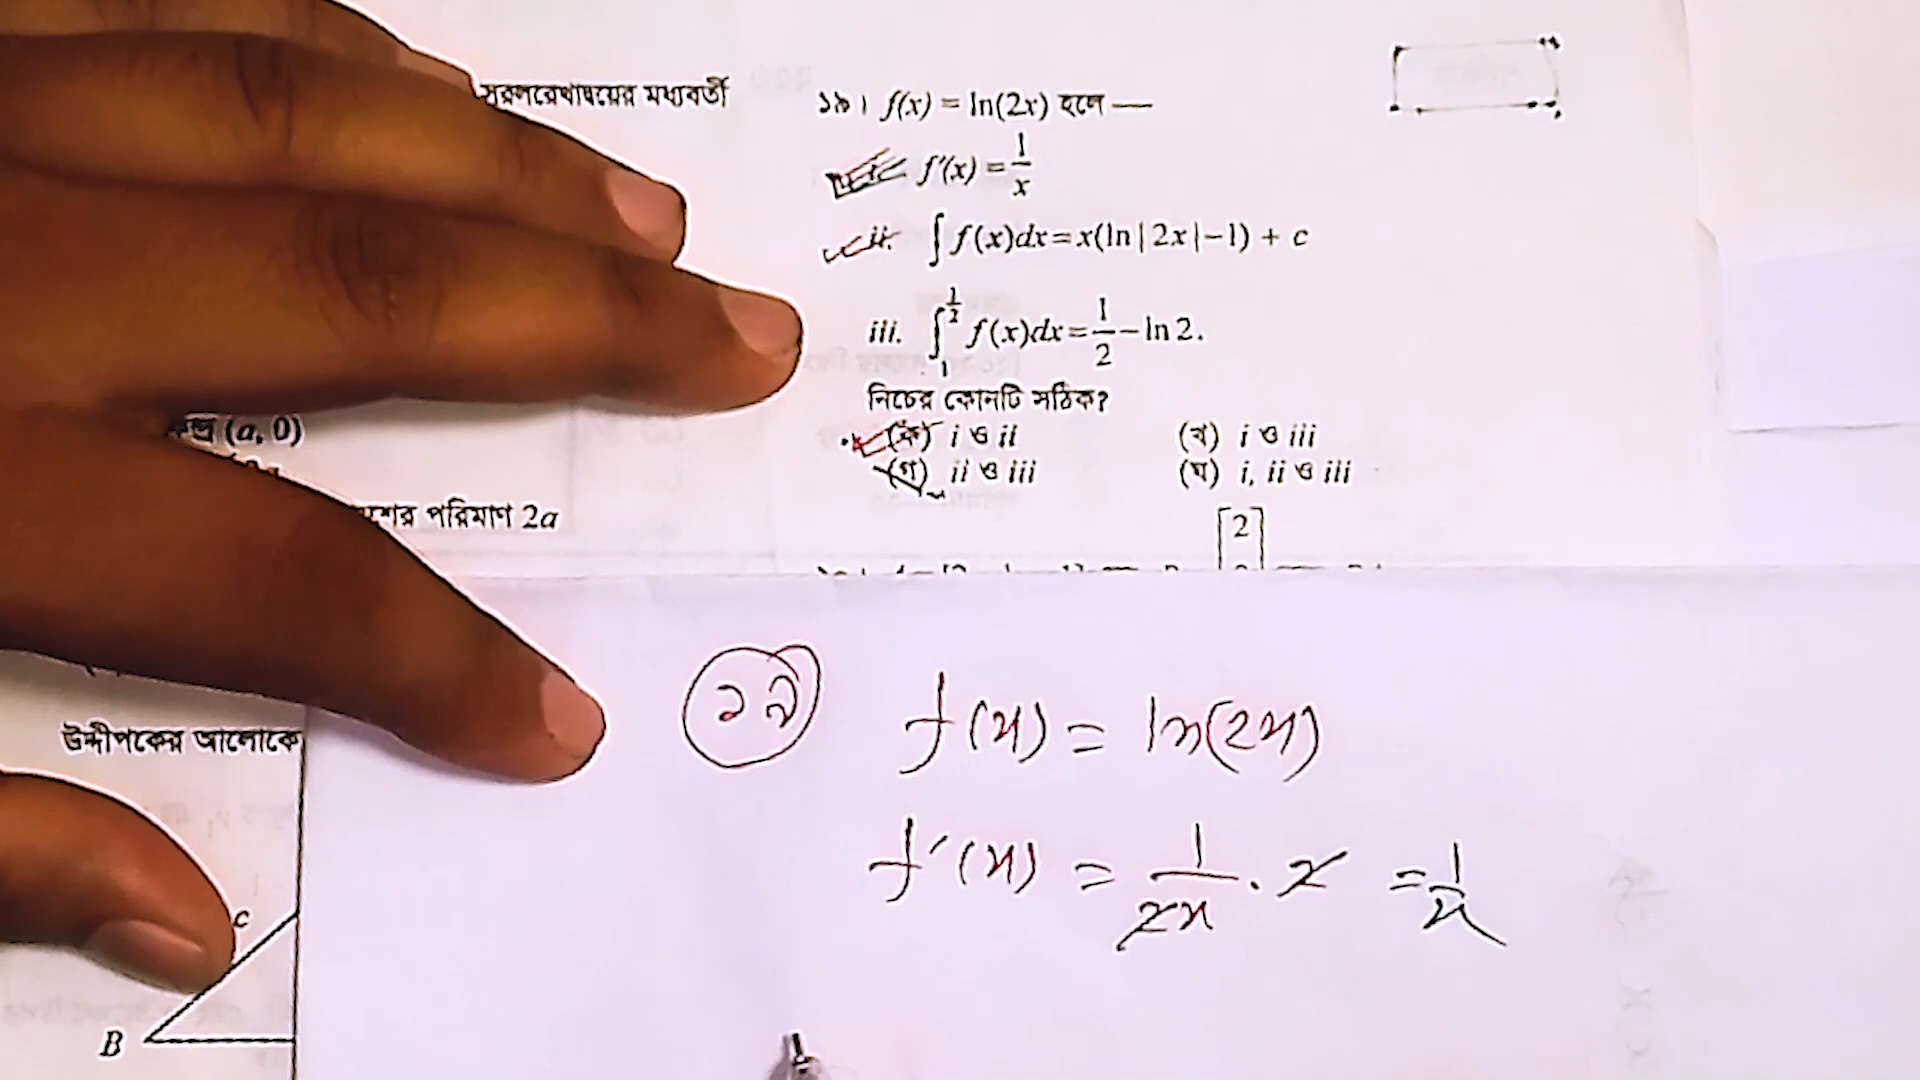 সরলরেখাদ্বয়ের মধ্যবর্তী
(a, 0)
পরিমাণ 2a
উদ্দীপকের আলোকে
c
B
১৯। f(x) = ln(2x) হলে —
i. f′(x) = 1/x
ii. ∫ f(x)dx = x(ln|2x|−1) + c
iii. ∫₁^{1/2} f(x)dx = 1/2 − ln 2.
নিচের কোনটি সঠিক?
(ক) i ও ii (খ) i ও iii
(গ) ii ও iii (ঘ) i, ii ও iii
[2]
১৯ f(x) = ln(2x)
f′(x) = 1/2x . 2 = 1/x